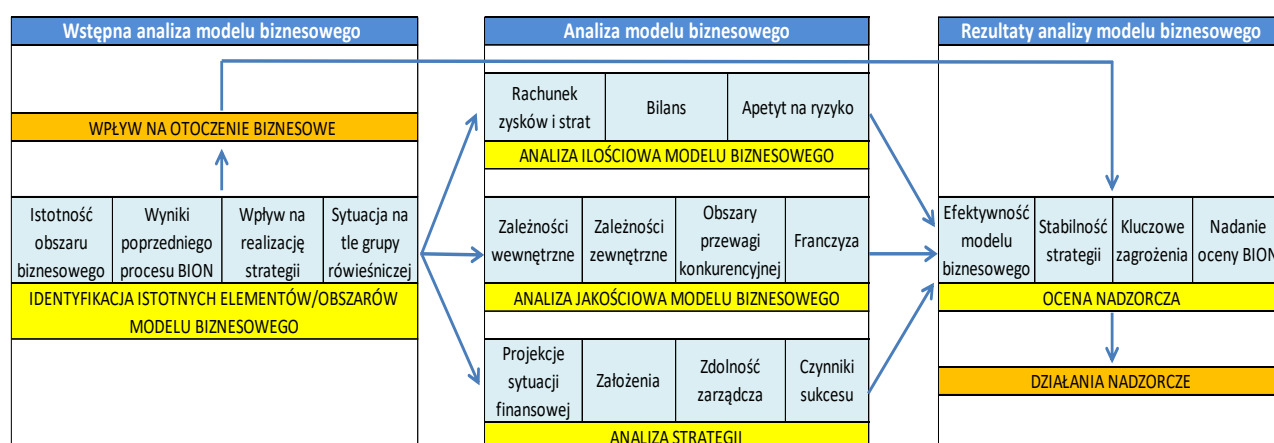 Wstępna analiza modelu biznesowego
WPŁYW NA OTOCZENIE BIZNESOWE
Istotność
obszaru
biznesowego
Wyniki
poprzedniego
procesu BION
Wpływ na
realizację
strategii
Sytuacja na
tle grupy
rówieśniczej
IDENTYFIKACJA ISTOTNYCH ELEMENTÓW/OBSZARÓW
MODELU BIZNESOWEGO
Analiza modelu biznesowego
Rachunek
zysków i strat
Bilans
Apetyt na ryzyko
ANALIZA ILOŚCIOWA MODELU BIZNESOWEGO
Zależności
wewnętrzne
Zależności
zewnętrzne
Obszary
przewagi
konkurencyjnej
Franczyza
ANALIZA JAKOŚCIOWA MODELU BIZNESOWEGO
Projekcje
sytuacji
finansowej
Założenia
Zdolność
zarządcza
Czynniki
sukcesu
ANALIZA STRATEGII
Rezultaty analizy modelu biznesowego
Efektywność
modelu
biznesowego
Stabilność
strategii
Kluczowe
zagrożenia
Nadanie
oceny BION
OCENA NADZORCZA
DZIAŁANIA NADZORCZE